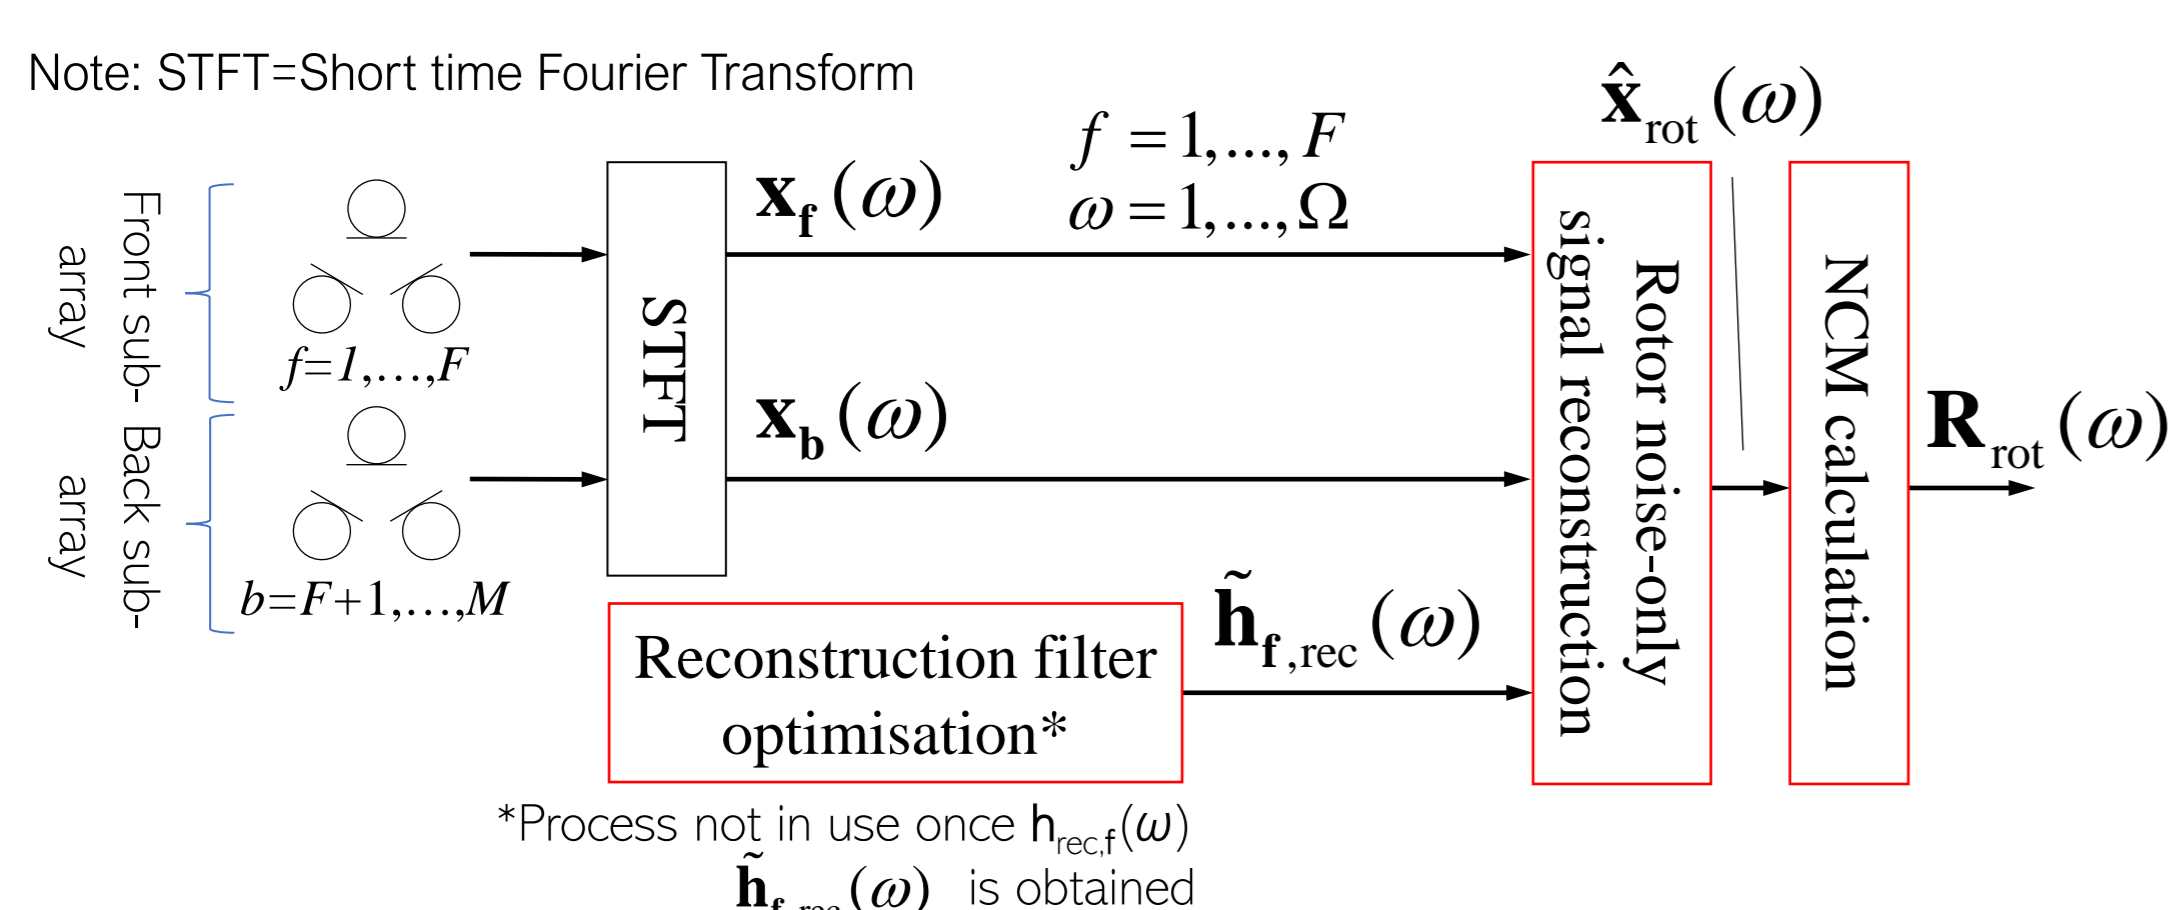 Note: STFT=Short time Fourier Transform
x̂rot(ω)
f = 1,..., F
ω = 1,..., Ω
xf(ω)
Front sub-
array
f=1,…,F
STFT
xb(ω)
Back sub-
array
b=F+1,…,M
Rotor noise-only
signal reconstruction
NCM calculation
Rrot(ω)
h̃f,rec(ω)
Reconstruction filter
optimisation*
*Process not in use once hrec,f(ω)
h̃f,rec(ω) is obtained